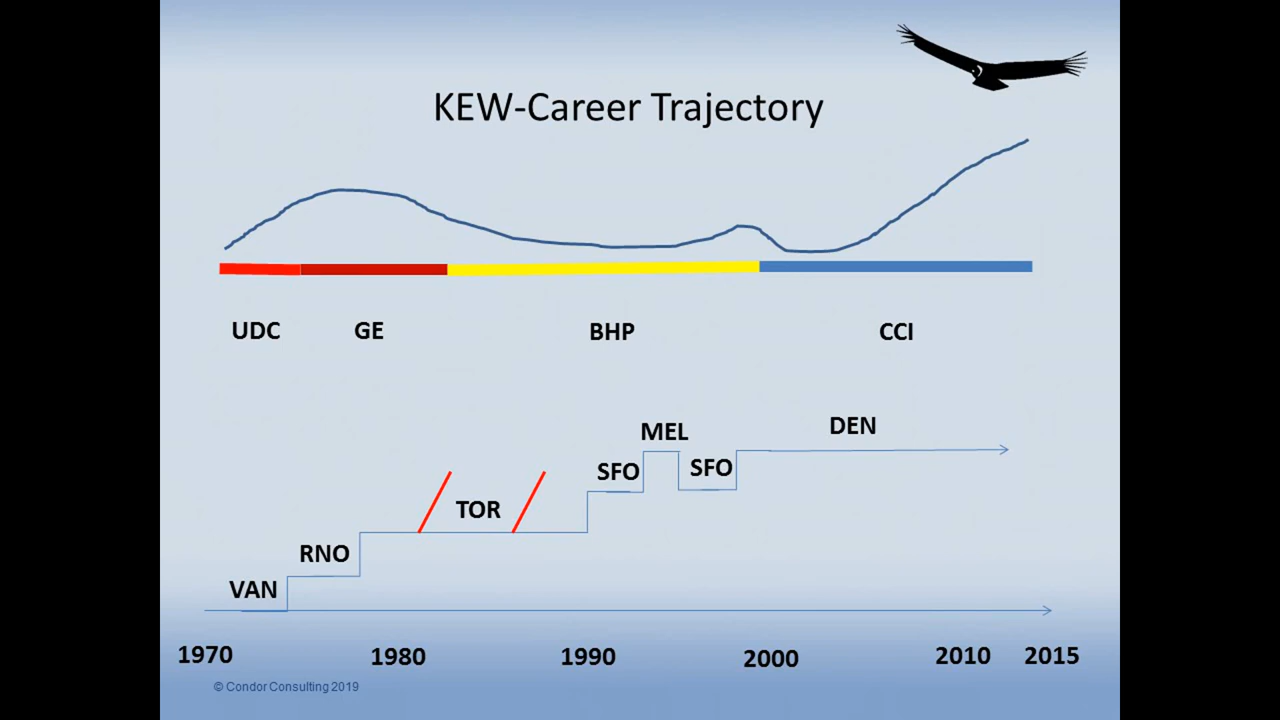 KEW-Career Trajectory
UDC GE BHP CCI
MEL DEN
SFO SFO
TOR
RNO
VAN
1970 1980 1990 2000 2010 2015
© Condor Consulting 2019